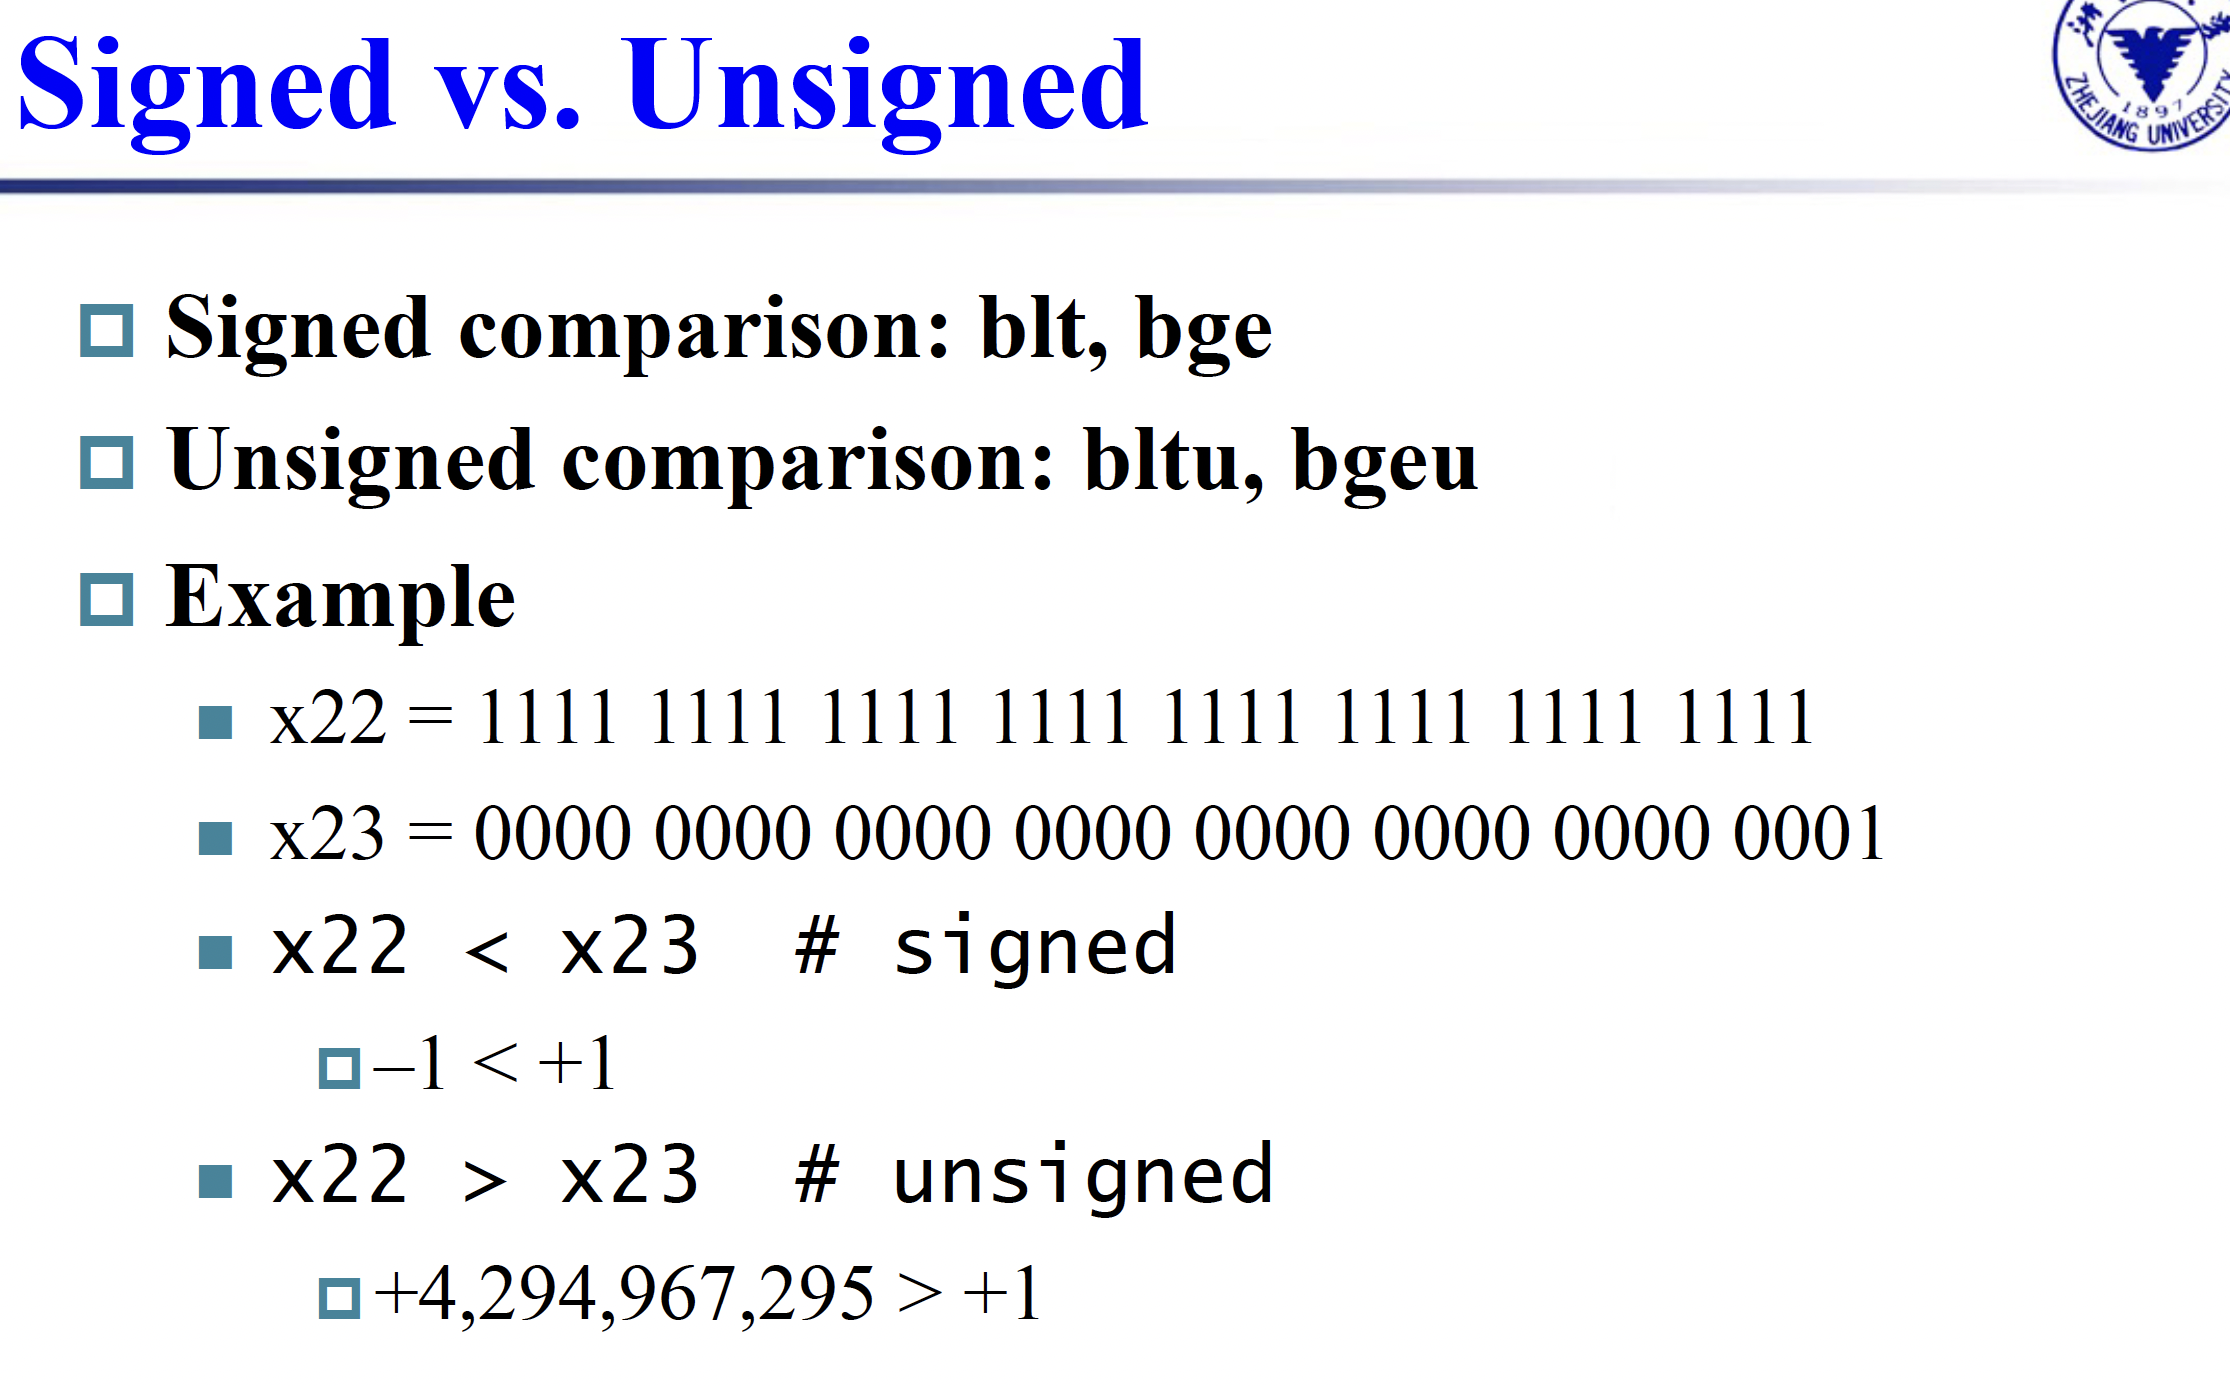 Signed vs. Unsigned
ZHEJIANG UNIVERSITY
1897
Signed comparison: blt, bge
Unsigned comparison: bltu, bgeu
Example
x22 = 1111 1111 1111 1111 1111 1111 1111 1111
x23 = 0000 0000 0000 0000 0000 0000 0000 0001
x22 < x23 # signed
–1 < +1
x22 > x23 # unsigned
+4,294,967,295 > +1